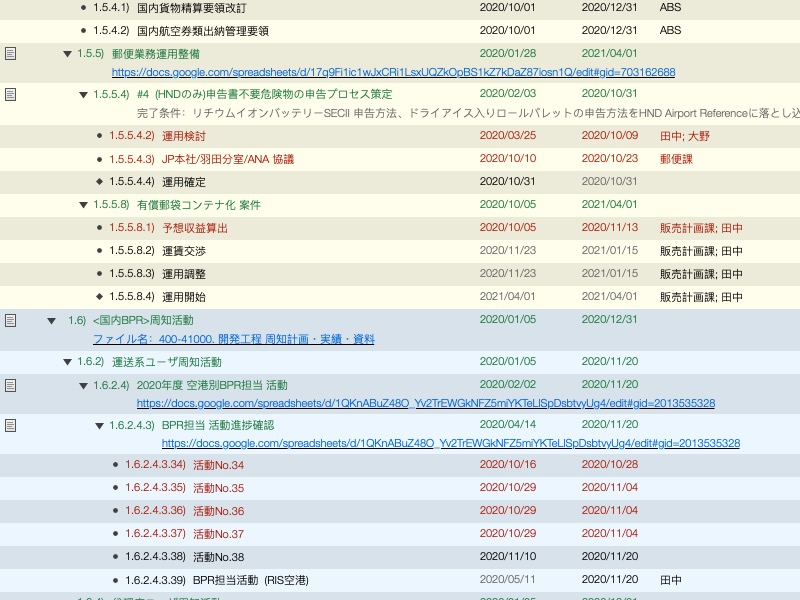 1.5.4.1) 国内貨物精算要領改訂 2020/10/01 2020/12/31 ABS
1.5.4.2) 国内航空券類出納管理要領 2020/10/01 2020/12/31 ABS
1.5.5) 郵便業務運用整備 2020/01/28 2021/04/01
https://docs.google.com/spreadsheets/d/17q9Fi1ic1wJxCRi1LsxUQZkOpBS1kZ7kDaZ87iosn1Q/edit#gid=703162688
1.5.5.4) #4 (HNDのみ)申告書不要危険物の申告プロセス策定 2020/02/03 2020/10/31
完了条件: リチウムイオンバッテリーSECII 申告方法、ドライアイス入りロールパレットの申告方法をHND Airport Referenceに落とし込
1.5.5.4.2) 運用検討 2020/03/25 2020/10/09 田中; 大野
1.5.5.4.3) JP本社/羽田分室/ANA 協議 2020/10/10 2020/10/23 郵便課
1.5.5.4.4) 運用確定 2020/10/31 2020/10/31
1.5.5.8) 有償郵袋コンテナ化 案件 2020/10/05 2021/04/01
1.5.5.8.1) 予想収益算出 2020/10/05 2020/11/13 販売計画課; 田中
1.5.5.8.2) 運賃交渉 2020/11/23 2021/01/15 販売計画課; 田中
1.5.5.8.3) 運用調整 2020/11/23 2021/01/15 販売計画課; 田中
1.5.5.8.4) 運用開始 2021/04/01 2021/04/01 販売計画課; 田中
1.6) <国内BPR>周知活動 2020/01/05 2020/12/31
ファイル名: 400-41000. 開発工程 周知計画・実績・資料
1.6.2) 運送系ユーザ周知活動 2020/01/05 2020/11/20
1.6.2.4) 2020年度 空港別BPR担当 活動 2020/02/02 2020/11/20
https://docs.google.com/spreadsheets/d/1QKnABuZ48O_Yv2TrEWGkNFZ5miYKTeLlSpDsbtvyUg4/edit#gid=2013535328
1.6.2.4.3) BPR担当 活動進捗確認 2020/04/14 2020/11/20
https://docs.google.com/spreadsheets/d/1QKnABuZ48O_Yv2TrEWGkNFZ5miYKTeLlSpDsbtvyUg4/edit#gid=2013535328
1.6.2.4.3.34) 活動No.34 2020/10/16 2020/10/28
1.6.2.4.3.35) 活動No.35 2020/10/29 2020/11/04
1.6.2.4.3.36) 活動No.36 2020/10/29 2020/11/04
1.6.2.4.3.37) 活動No.37 2020/10/29 2020/11/04
1.6.2.4.3.38) 活動No.38 2020/11/10 2020/11/20
1.6.2.4.3.39) BPR担当活動 (RIS空港) 2020/05/11 2020/11/20 田中